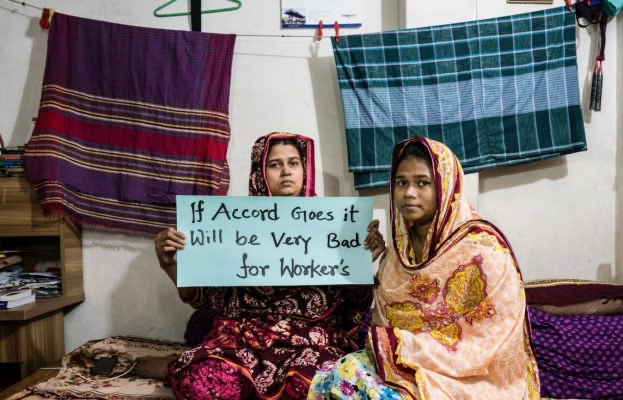 If Accord Goes it
Will be Very Bad
for Worker's